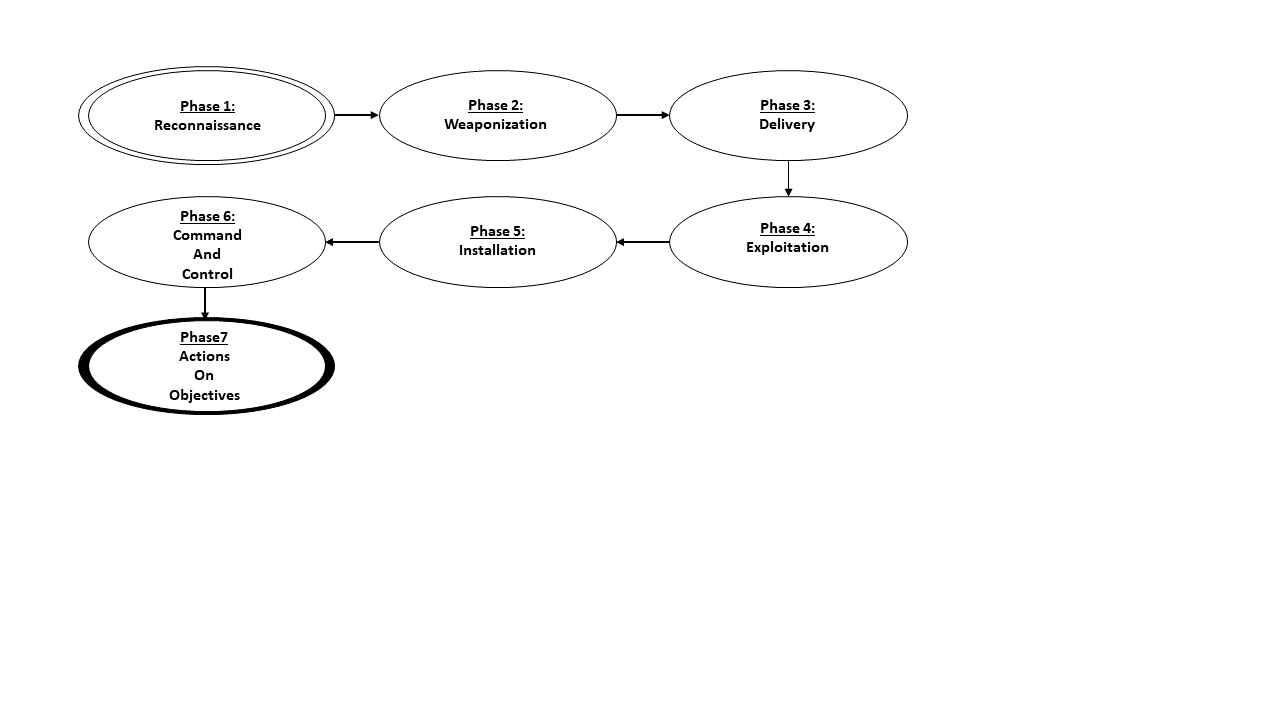 Phase 1:
Reconnaissance
Phase 2:
Weaponization
Phase 3:
Delivery
Phase 4:
Exploitation
Phase 5:
Installation
Phase 6:
Command
And
Control
Phase7
Actions
On
Objectives